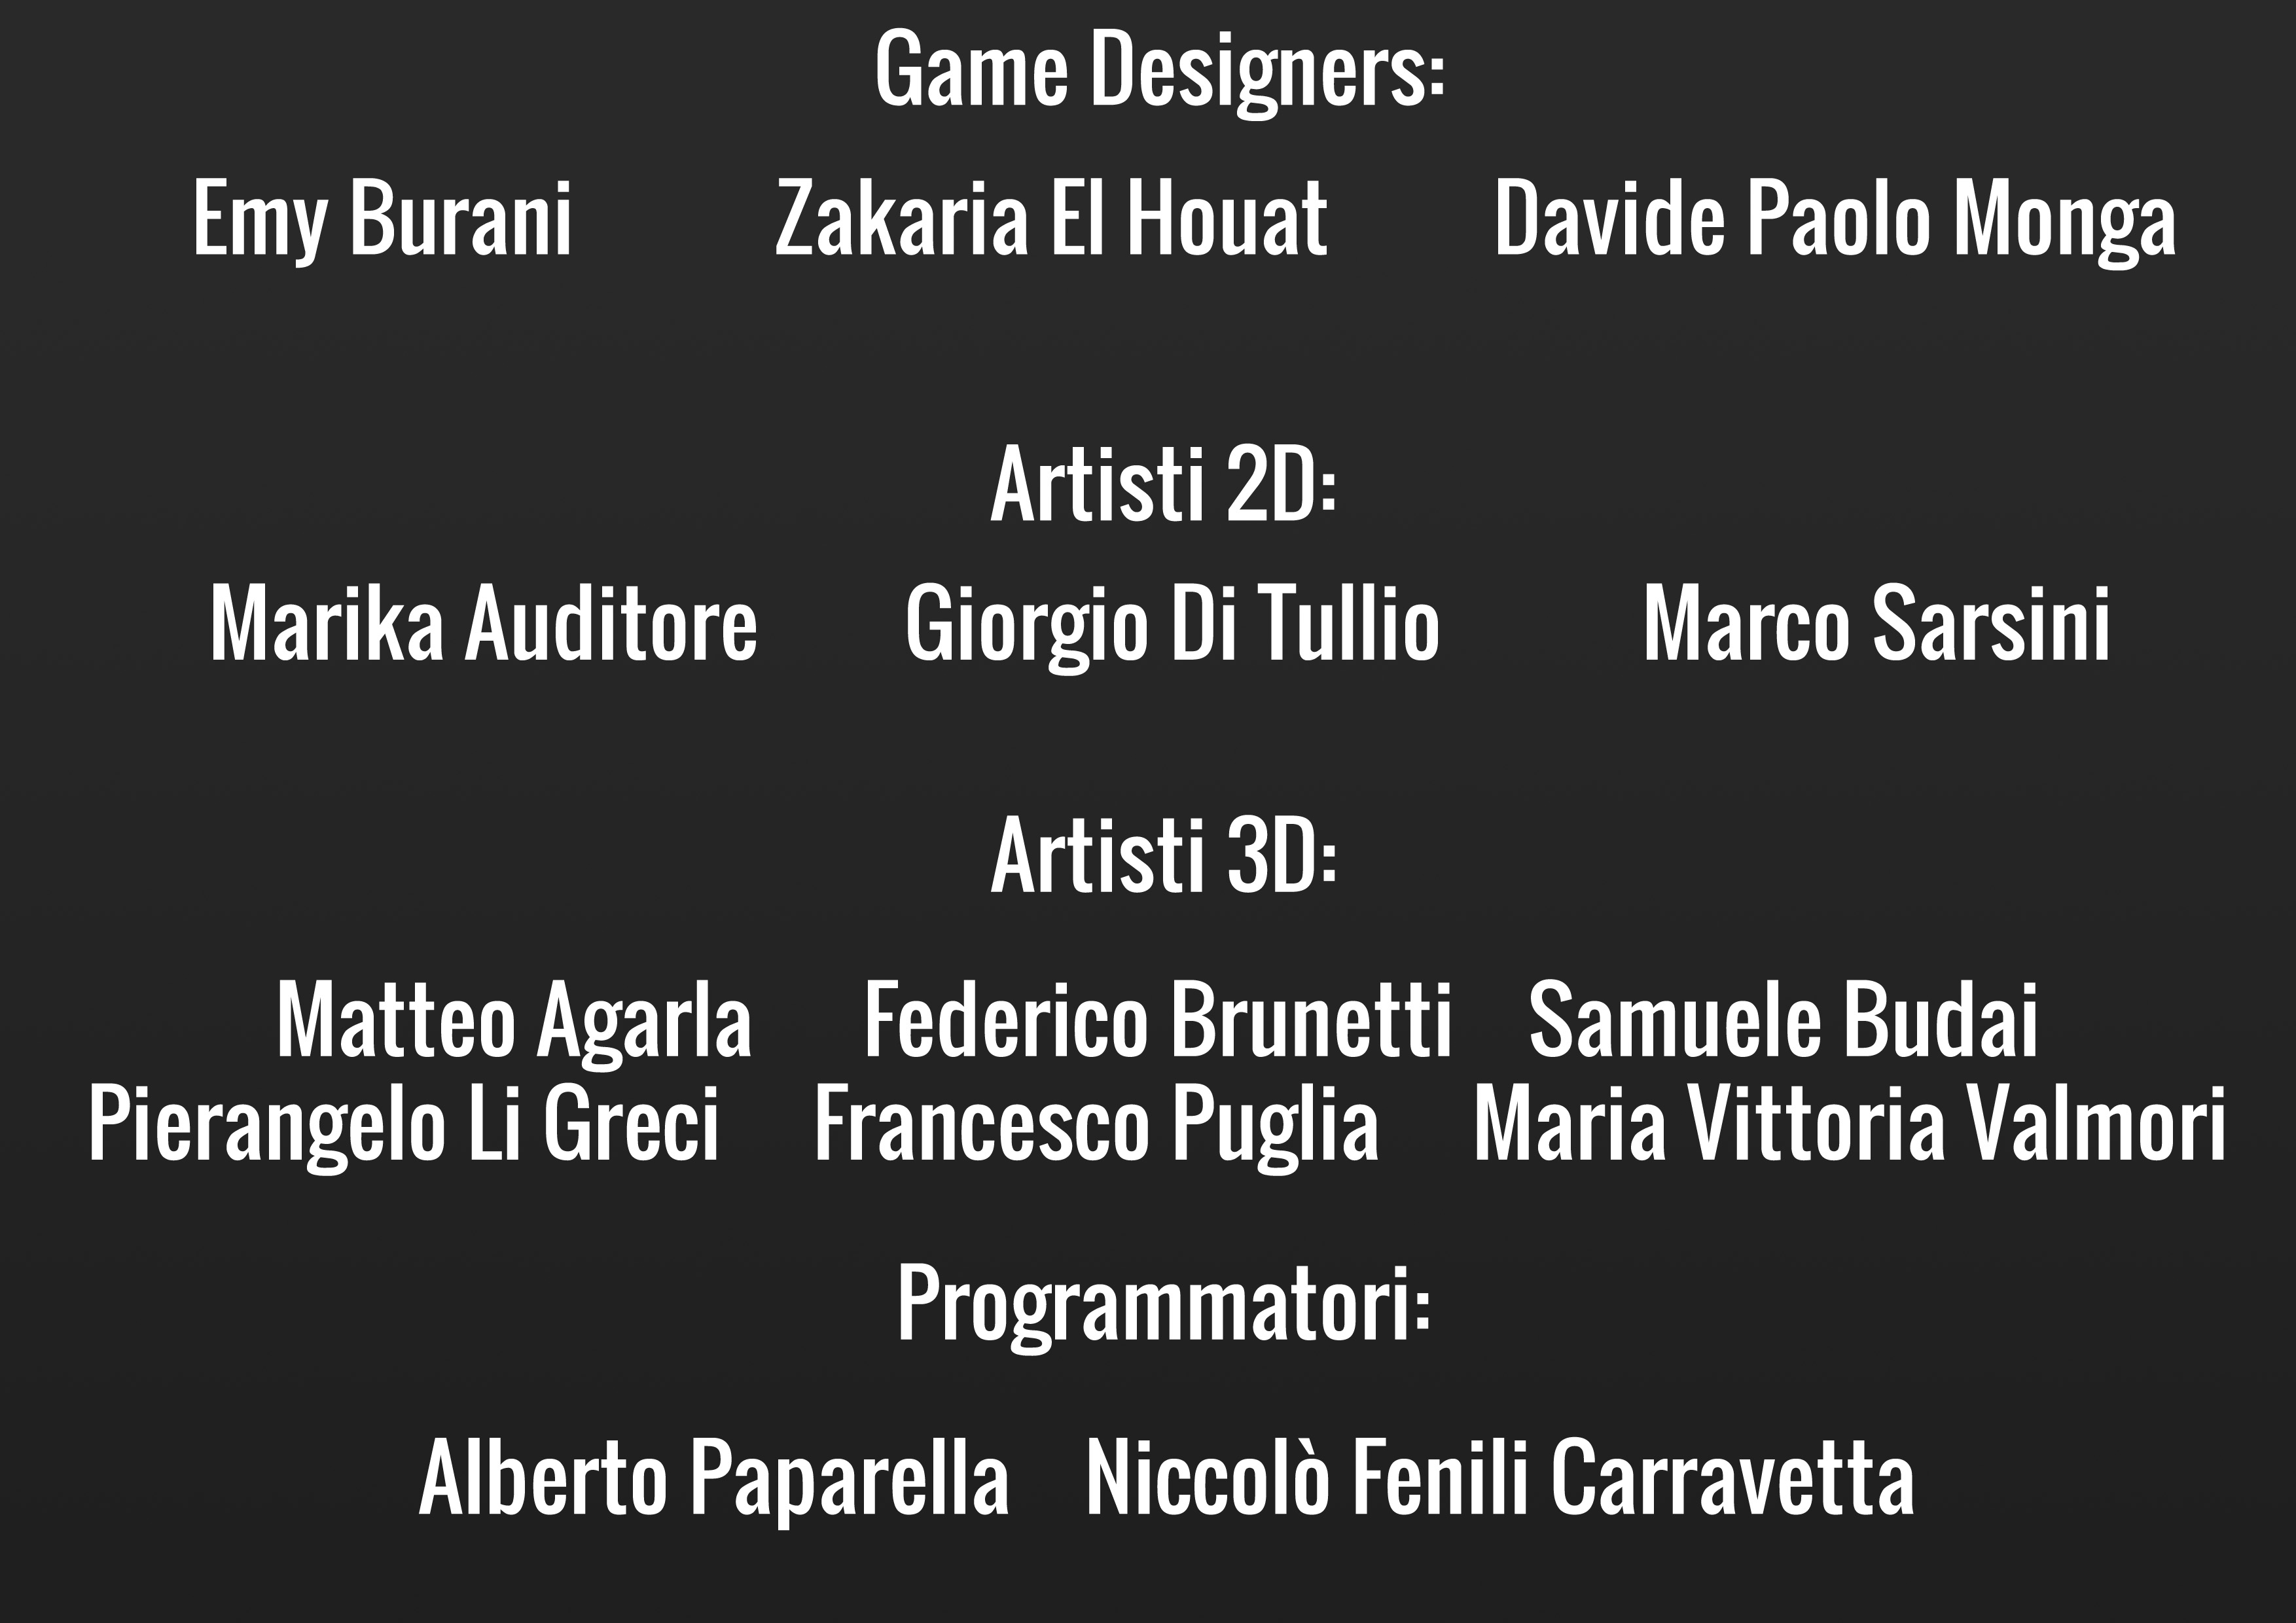 Game Designers:
Emy Burani Zakaria El Houat Davide Paolo Monga
Artisti 2D:
Marika Auditore Giorgio Di Tullio Marco Sarsini
Artisti 3D:
Matteo Agarla Federico Brunetti Samuele Budai
Pierangelo Li Greci Francesco Puglia Maria Vittoria Valmori
Programmatori:
Alberto Paparella Niccolò Fenili Carravetta